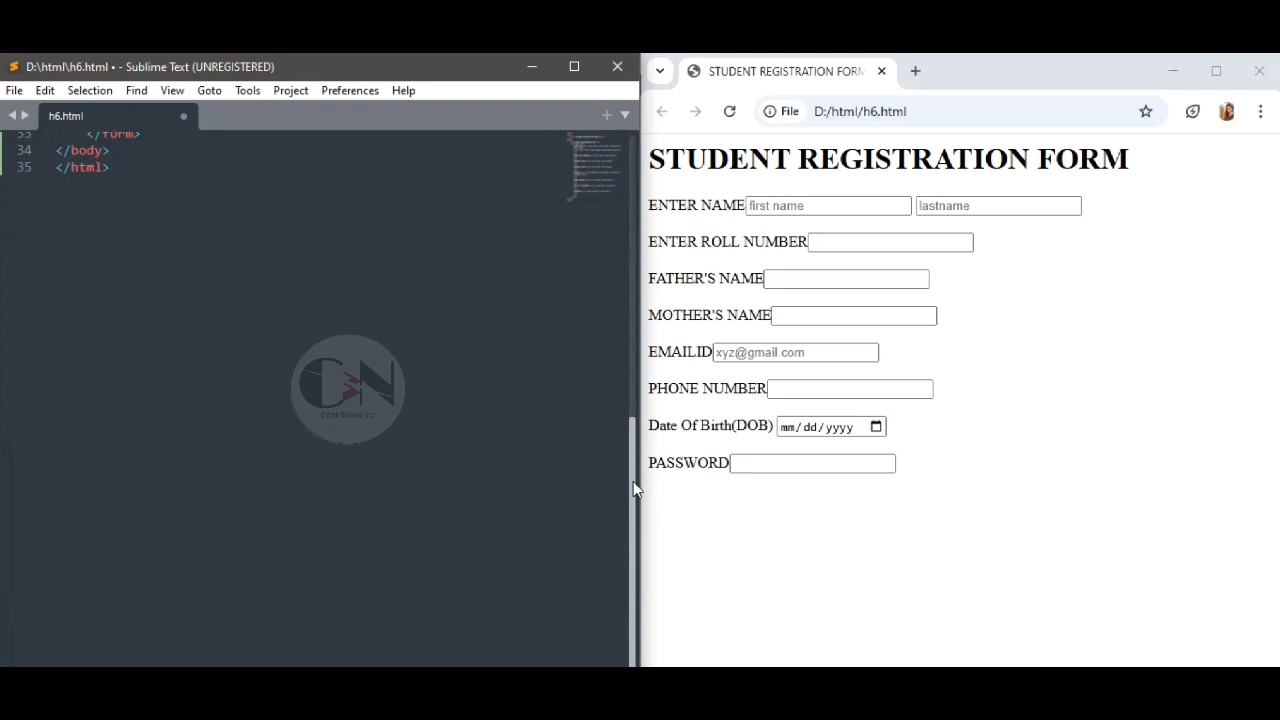 D:\html\h6.html • - Sublime Text (UNREGISTERED)
File Edit Selection Find View Goto Tools Project Preferences Help
h6.html
33 </form>
34 </body>
35 </html>
STUDENT REGISTRATION FORM
File D:/html/h6.html
STUDENT REGISTRATIONFORM
ENTER NAME first name lastname
ENTER ROLL NUMBER
FATHER'S NAME
MOTHER'S NAME
EMAILID xyz@gmail.com
PHONE NUMBER
Date Of Birth(DOB) mm/dd/yyyy
PASSWORD